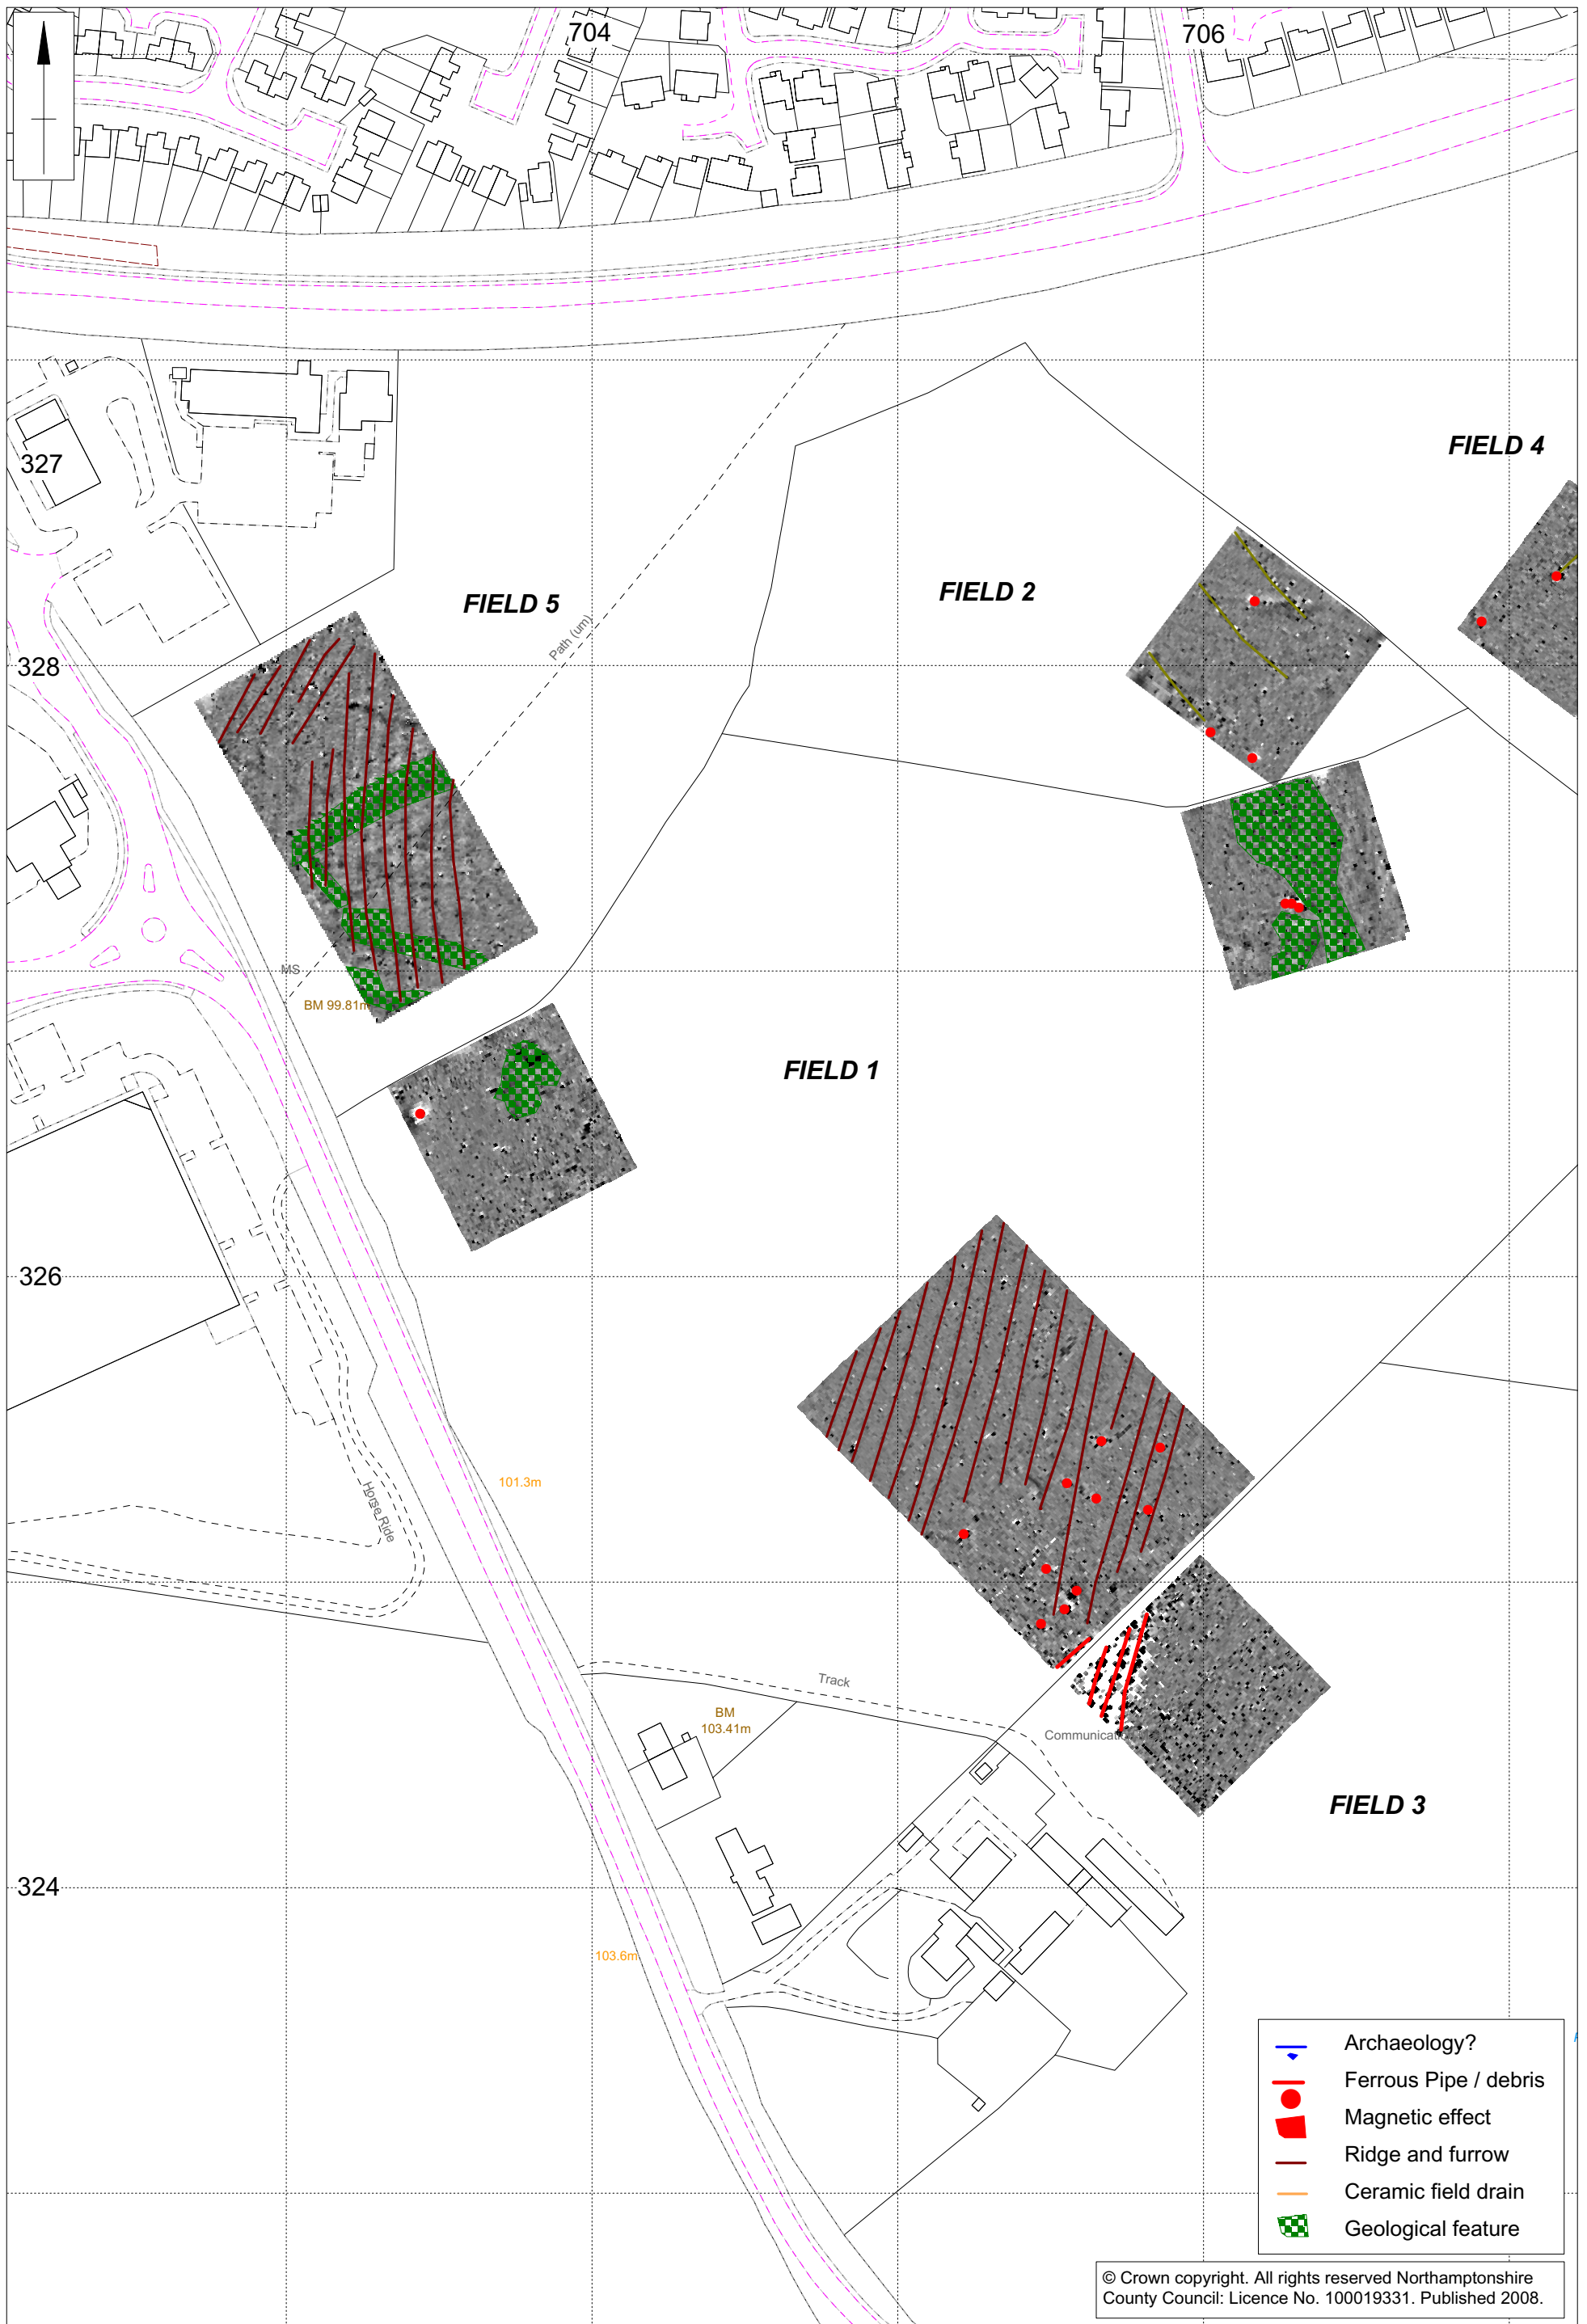 704
706
327
FIELD 4
FIELD 5
FIELD 2
Path (um)
328
MS
BM 99.81m
FIELD 1
326
101.3m
Horse Ride
Track
BM
103.41m
FIELD 3
324
103.6m
Archaeology?
Ferrous Pipe / debris
Magnetic effect
Ridge and furrow
Ceramic field drain
Geological feature
© Crown copyright. All rights reserved Northamptonshire
County Council: Licence No. 100019331. Published 2008.